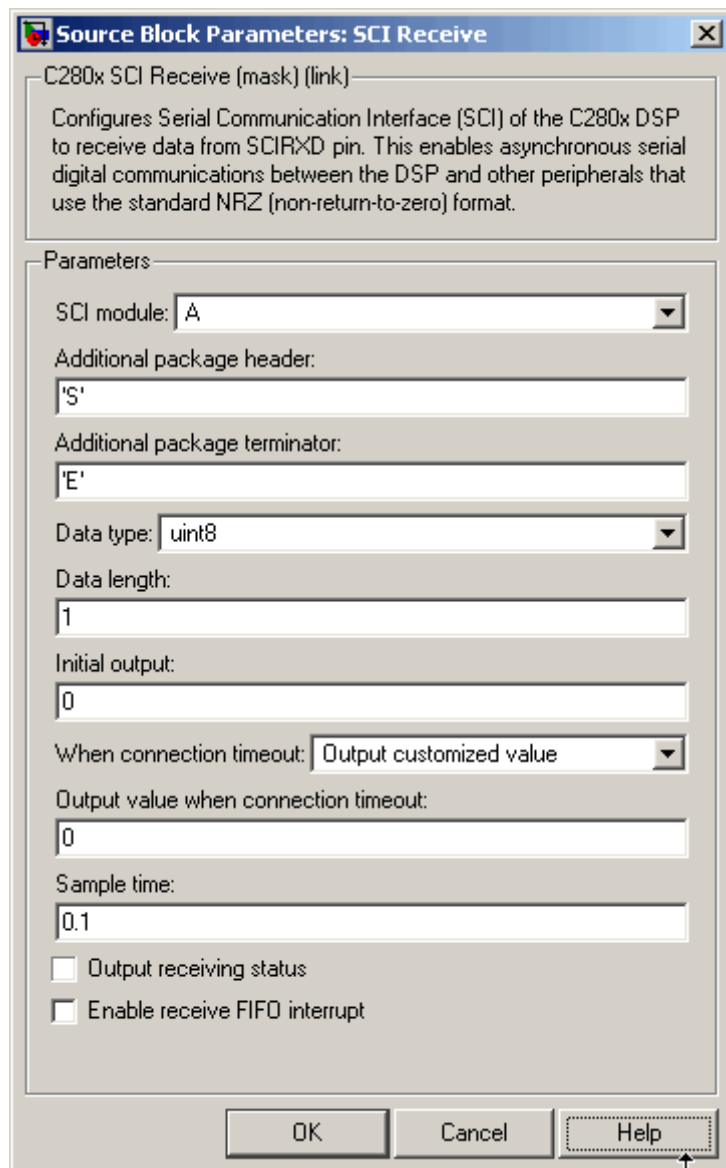 Source Block Parameters: SCI Receive
C280x SCI Receive (mask) (link)
Configures Serial Communication Interface (SCI) of the C280x DSP
to receive data from SCIRXD pin. This enables asynchronous serial
digital communications between the DSP and other peripherals that
use the standard NRZ (non-return-to-zero) format.
Parameters
SCI module: A
Additional package header:
'S'
Additional package terminator:
'E'
Data type: uint8
Data length:
1
Initial output:
0
When connection timeout: Output customized value
Output value when connection timeout:
0
Sample time:
0.1
Output receiving status
Enable receive FIFO interrupt
OK Cancel Help